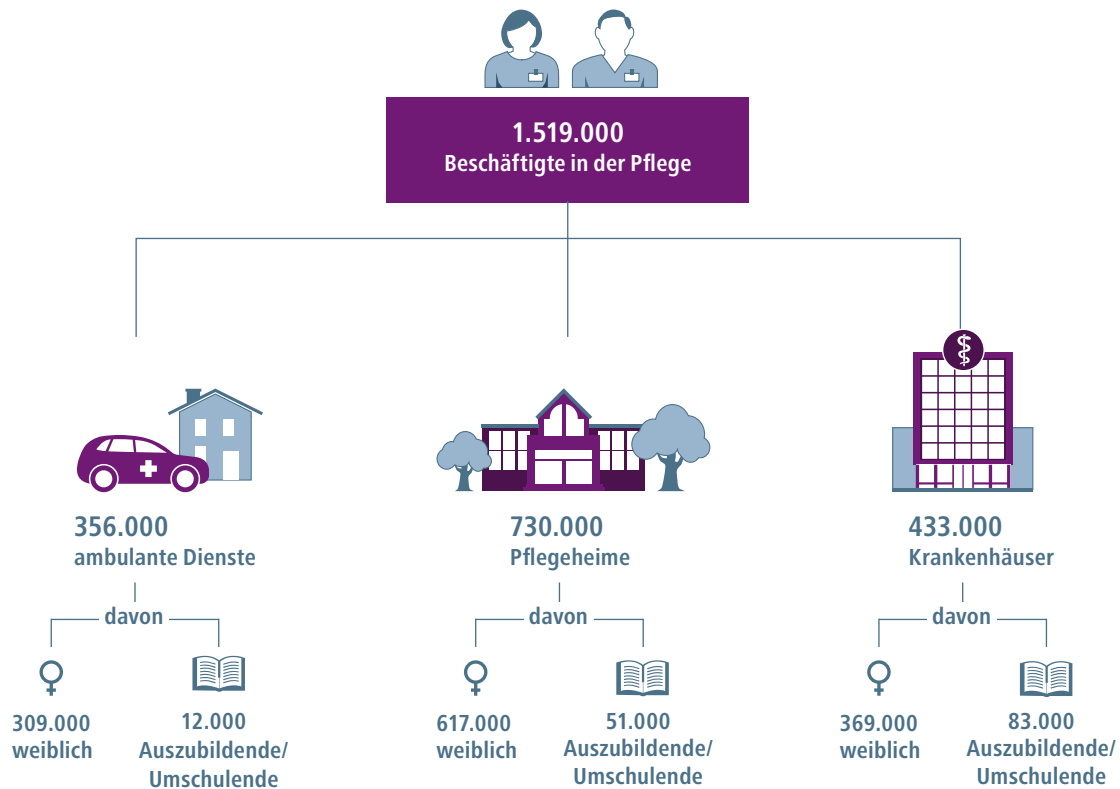 1.519.000
Beschäftigte in der Pflege
356.000
ambulante Dienste
davon
309.000
weiblich
12.000
Auszubildende/
Umschulende
730.000
Pflegeheime
davon
617.000
weiblich
51.000
Auszubildende/
Umschulende
433.000
Krankenhäuser
davon
369.000
weiblich
83.000
Auszubildende/
Umschulende